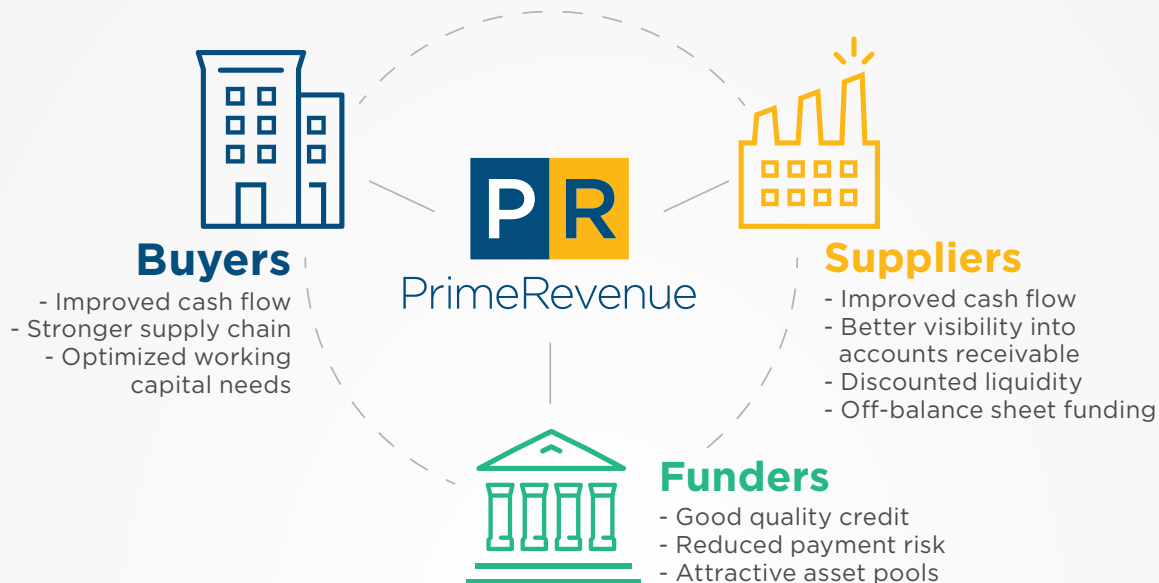 PR
PrimeRevenue
Buyers
- Improved cash flow
- Stronger supply chain
- Optimized working
capital needs
Suppliers
- Improved cash flow
- Better visibility into
accounts receivable
- Discounted liquidity
- Off-balance sheet funding
Funders
- Good quality credit
- Reduced payment risk
- Attractive asset pools